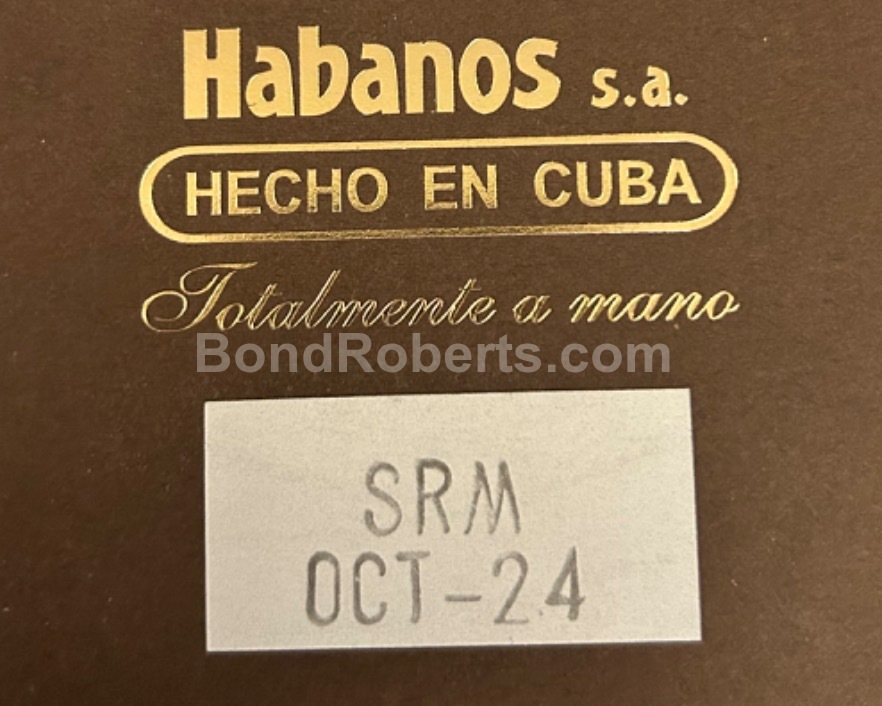 Habanos s.a.
HECHO EN CUBA
Totalmente a mano
BondRoberts.com
SRM
OCT-24